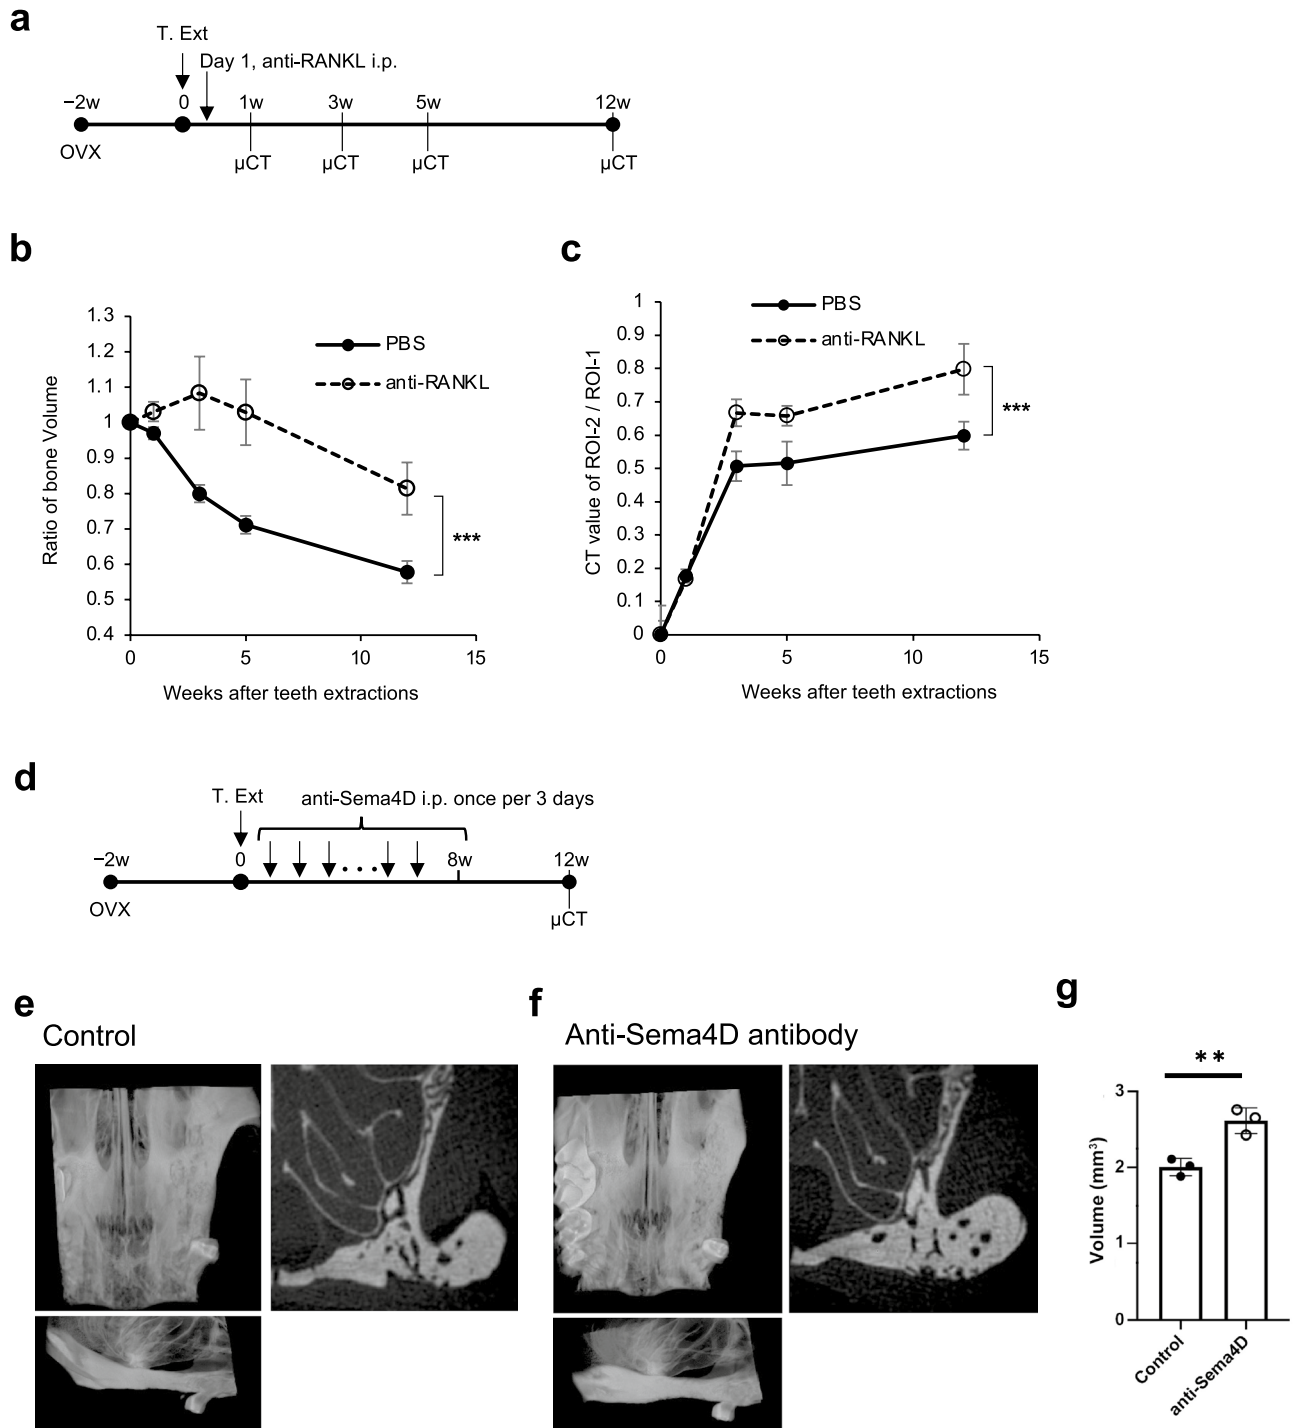 a
T. Ext
Day 1, anti-RANKL i.p.
−2w 0 1w 3w 5w 12w
OVX µCT µCT µCT µCT
b
1.3
1.2
1.1
1
0.9
0.8
0.7
0.6
0.5
0.4
Ratio of bone Volume
PBS
anti-RANKL
***
0 5 10 15
Weeks after teeth extractions
c
1
0.9
0.8
0.7
0.6
0.5
0.4
0.3
0.2
0.1
0
CT value of ROI-2 / ROI-1
PBS
anti-RANKL
***
0 5 10 15
Weeks after teeth extractions
d
T. Ext anti-Sema4D i.p. once per 3 days
−2w 0 8w 12w
OVX µCT
e
Control
f
Anti-Sema4D antibody
g
**
3
2
1
0
Volume (mm³)
Control
anti-Sema4D